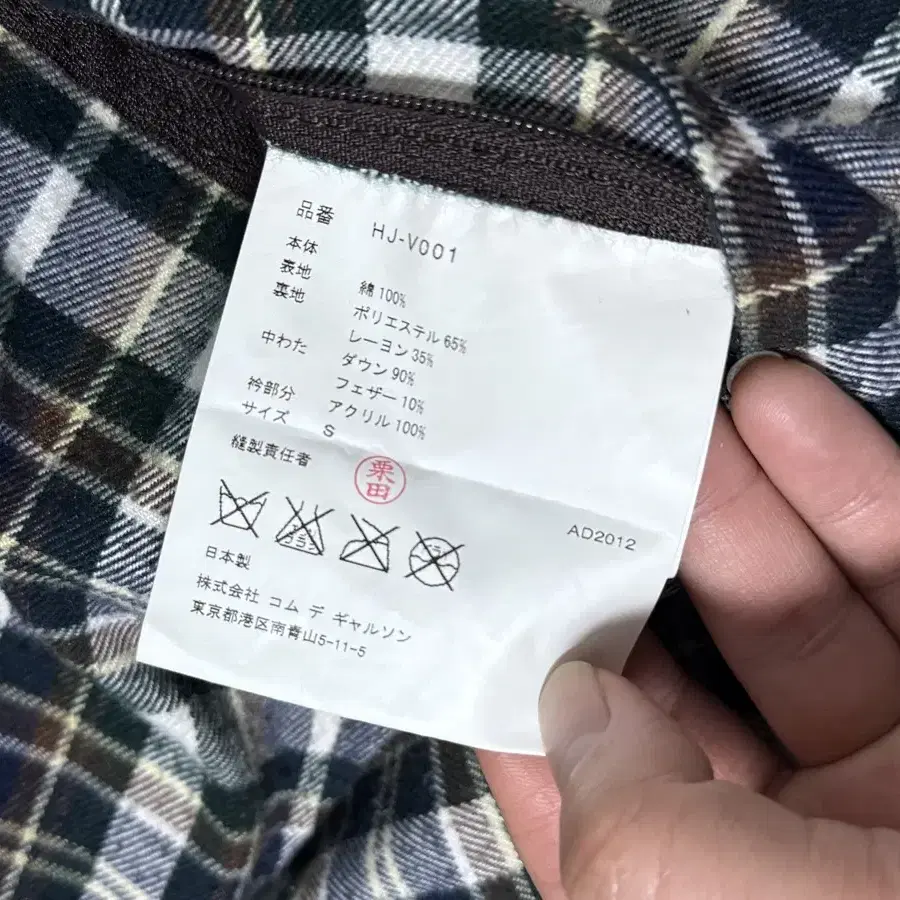 品番 HJ-V001
本体
表地 綿 100%
裏地 ポリエステル 65%
レーヨン 35%
中わた ダウン 90%
フェザー 10%
衿部分 アクリル 100%
サイズ S
縫製責任者 栗田
AD2012
日本製
株式会社 コム デ ギャルソン
東京都港区南青山5-11-5